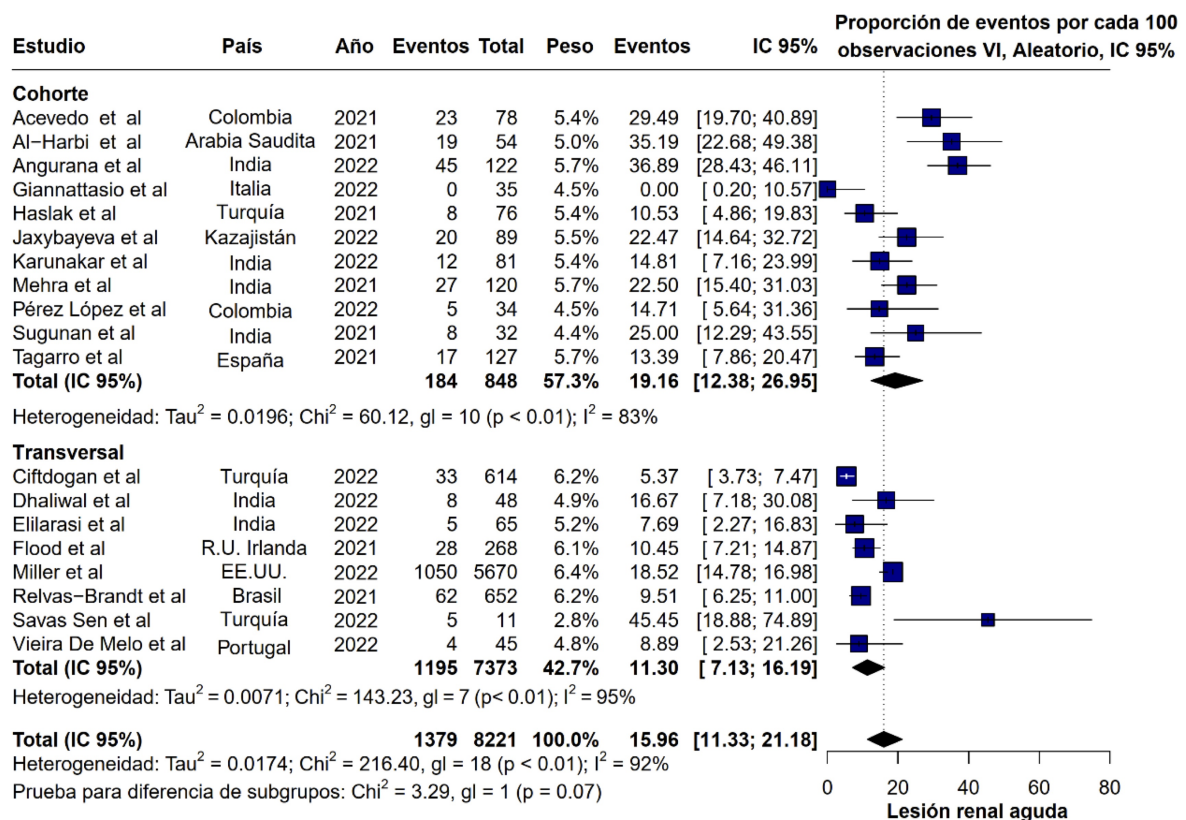 Proporción de eventos por cada 100
Estudio País Año Eventos Total Peso Eventos IC 95% observaciones VI, Aleatorio, IC 95%
Cohorte
Acevedo et al Colombia 2021 23 78 5.4% 29.49 [19.70; 40.89]
Al−Harbi et al Arabia Saudita 2021 19 54 5.0% 35.19 [22.68; 49.38]
Angurana et al India 2022 45 122 5.7% 36.89 [28.43; 46.11]
Giannattasio et al Italia 2022 0 35 4.5% 0.00 [ 0.20; 10.57]
Haslak et al Turquía 2021 8 76 5.4% 10.53 [ 4.86; 19.83]
Jaxybayeva et al Kazajistán 2022 20 89 5.5% 22.47 [14.64; 32.72]
Karunakar et al India 2022 12 81 5.4% 14.81 [ 7.16; 23.99]
Mehra et al India 2021 27 120 5.7% 22.50 [15.40; 31.03]
Pérez López et al Colombia 2022 5 34 4.5% 14.71 [ 5.64; 31.36]
Sugunan et al India 2021 8 32 4.4% 25.00 [12.29; 43.55]
Tagarro et al España 2021 17 127 5.7% 13.39 [ 7.86; 20.47]
Total (IC 95%) 184 848 57.3% 19.16 [12.38; 26.95]
Heterogeneidad: Tau² = 0.0196; Chi² = 60.12, gl = 10 (p < 0.01); I² = 83%
Transversal
Ciftdogan et al Turquía 2022 33 614 6.2% 5.37 [ 3.73; 7.47]
Dhaliwal et al India 2022 8 48 4.9% 16.67 [ 7.18; 30.08]
Elilarasi et al India 2022 5 65 5.2% 7.69 [ 2.27; 16.83]
Flood et al R.U. Irlanda 2021 28 268 6.1% 10.45 [ 7.21; 14.87]
Miller et al EE.UU. 2022 1050 5670 6.4% 18.52 [14.78; 16.98]
Relvas−Brandt et al Brasil 2021 62 652 6.2% 9.51 [ 6.25; 11.00]
Savas Sen et al Turquía 2022 5 11 2.8% 45.45 [18.88; 74.89]
Vieira De Melo et al Portugal 2022 4 45 4.8% 8.89 [ 2.53; 21.26]
Total (IC 95%) 1195 7373 42.7% 11.30 [ 7.13; 16.19]
Heterogeneidad: Tau² = 0.0071; Chi² = 143.23, gl = 7 (p< 0.01); I² = 95%
Total (IC 95%) 1379 8221 100.0% 15.96 [11.33; 21.18]
Heterogeneidad: Tau² = 0.0174; Chi² = 216.40, gl = 18 (p < 0.01); I² = 92%
Prueba para diferencia de subgrupos: Chi² = 3.29, gl = 1 (p = 0.07)
0 20 40 60 80
Lesión renal aguda